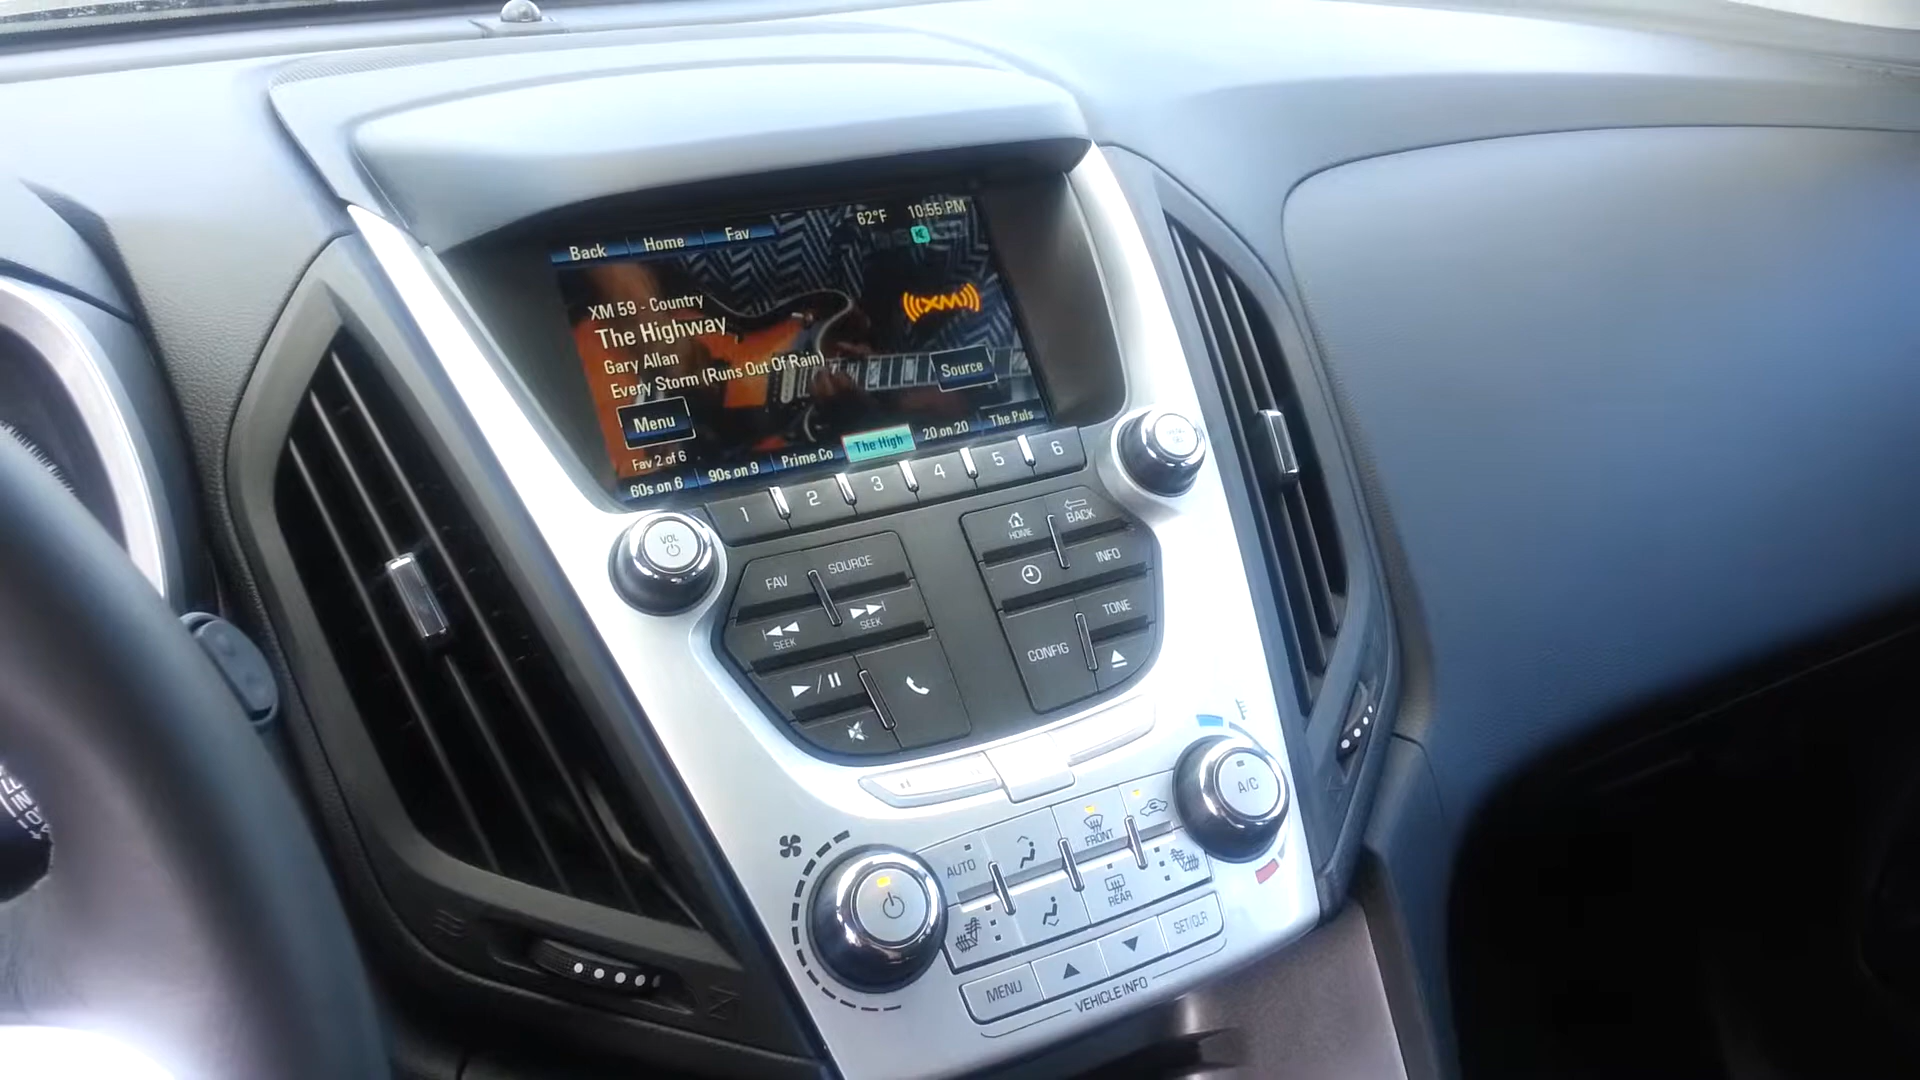 62°F 10:55 PM
Back Home Fav
XM 59 - Country
(((XM)))
The Highway
Gary Allan
Every Storm (Runs Out Of Rain)
Source
Menu
Fav 2 of 6
60s on 6 90s on 9 Prime Co The High 20 on 20 The Puls
1 2 3 4 5 6
VOL
FAV SOURCE
SEEK SEEK
HOME BACK
INFO
TONE
CONFIG
A/C
AUTO FRONT
REAR
MENU SET/CLR
VEHICLE INFO